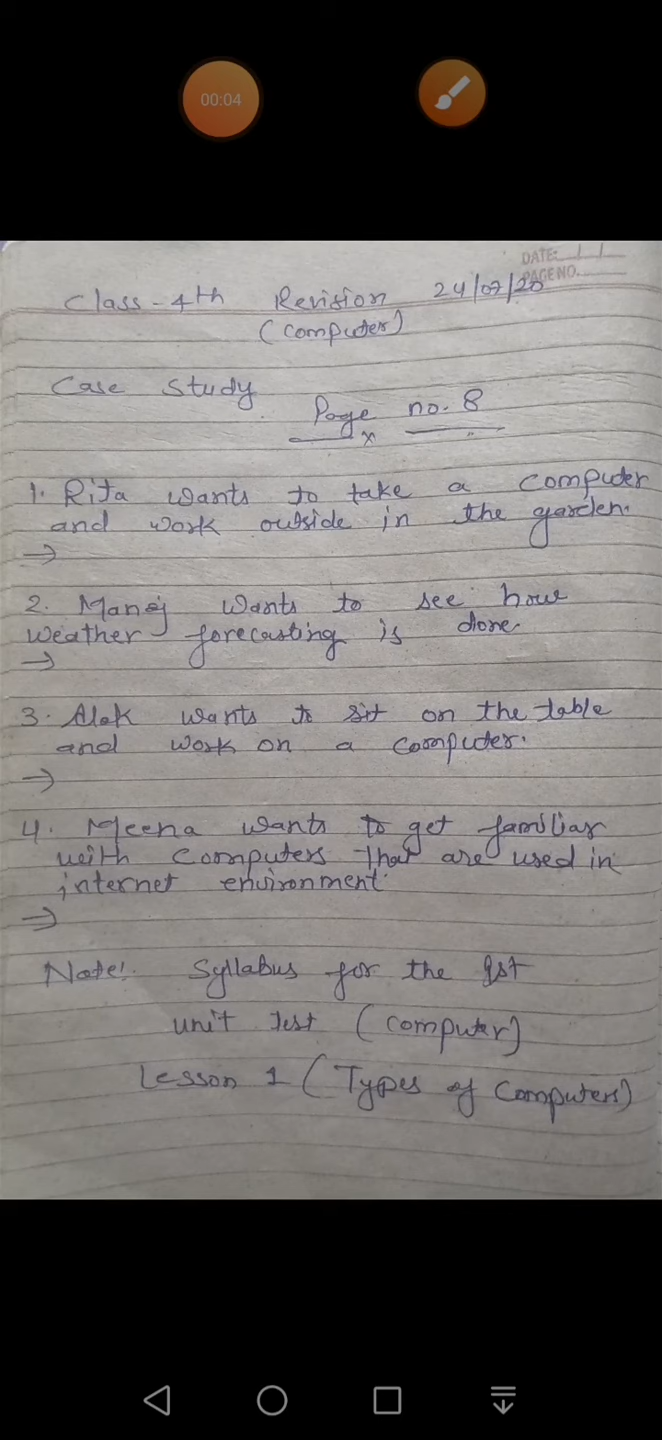 00:04
DATE:
PAGE NO.
Class-4th Revision 24/07/20
(Computer)
Case Study
Page no. 8
1. Rita wants to take a computer
and work outside in the garden.
→
2. Manoj wants to see how
weather forecasting is done.
→
3. Alok wants to sit on the table
and work on a computer.
→
4. Meena wants to get familiar
with computers that are used in
internet environment.
→
Note:- Syllabus for the Ist
unit test (computer)
Lesson 1 (Types of Computers)